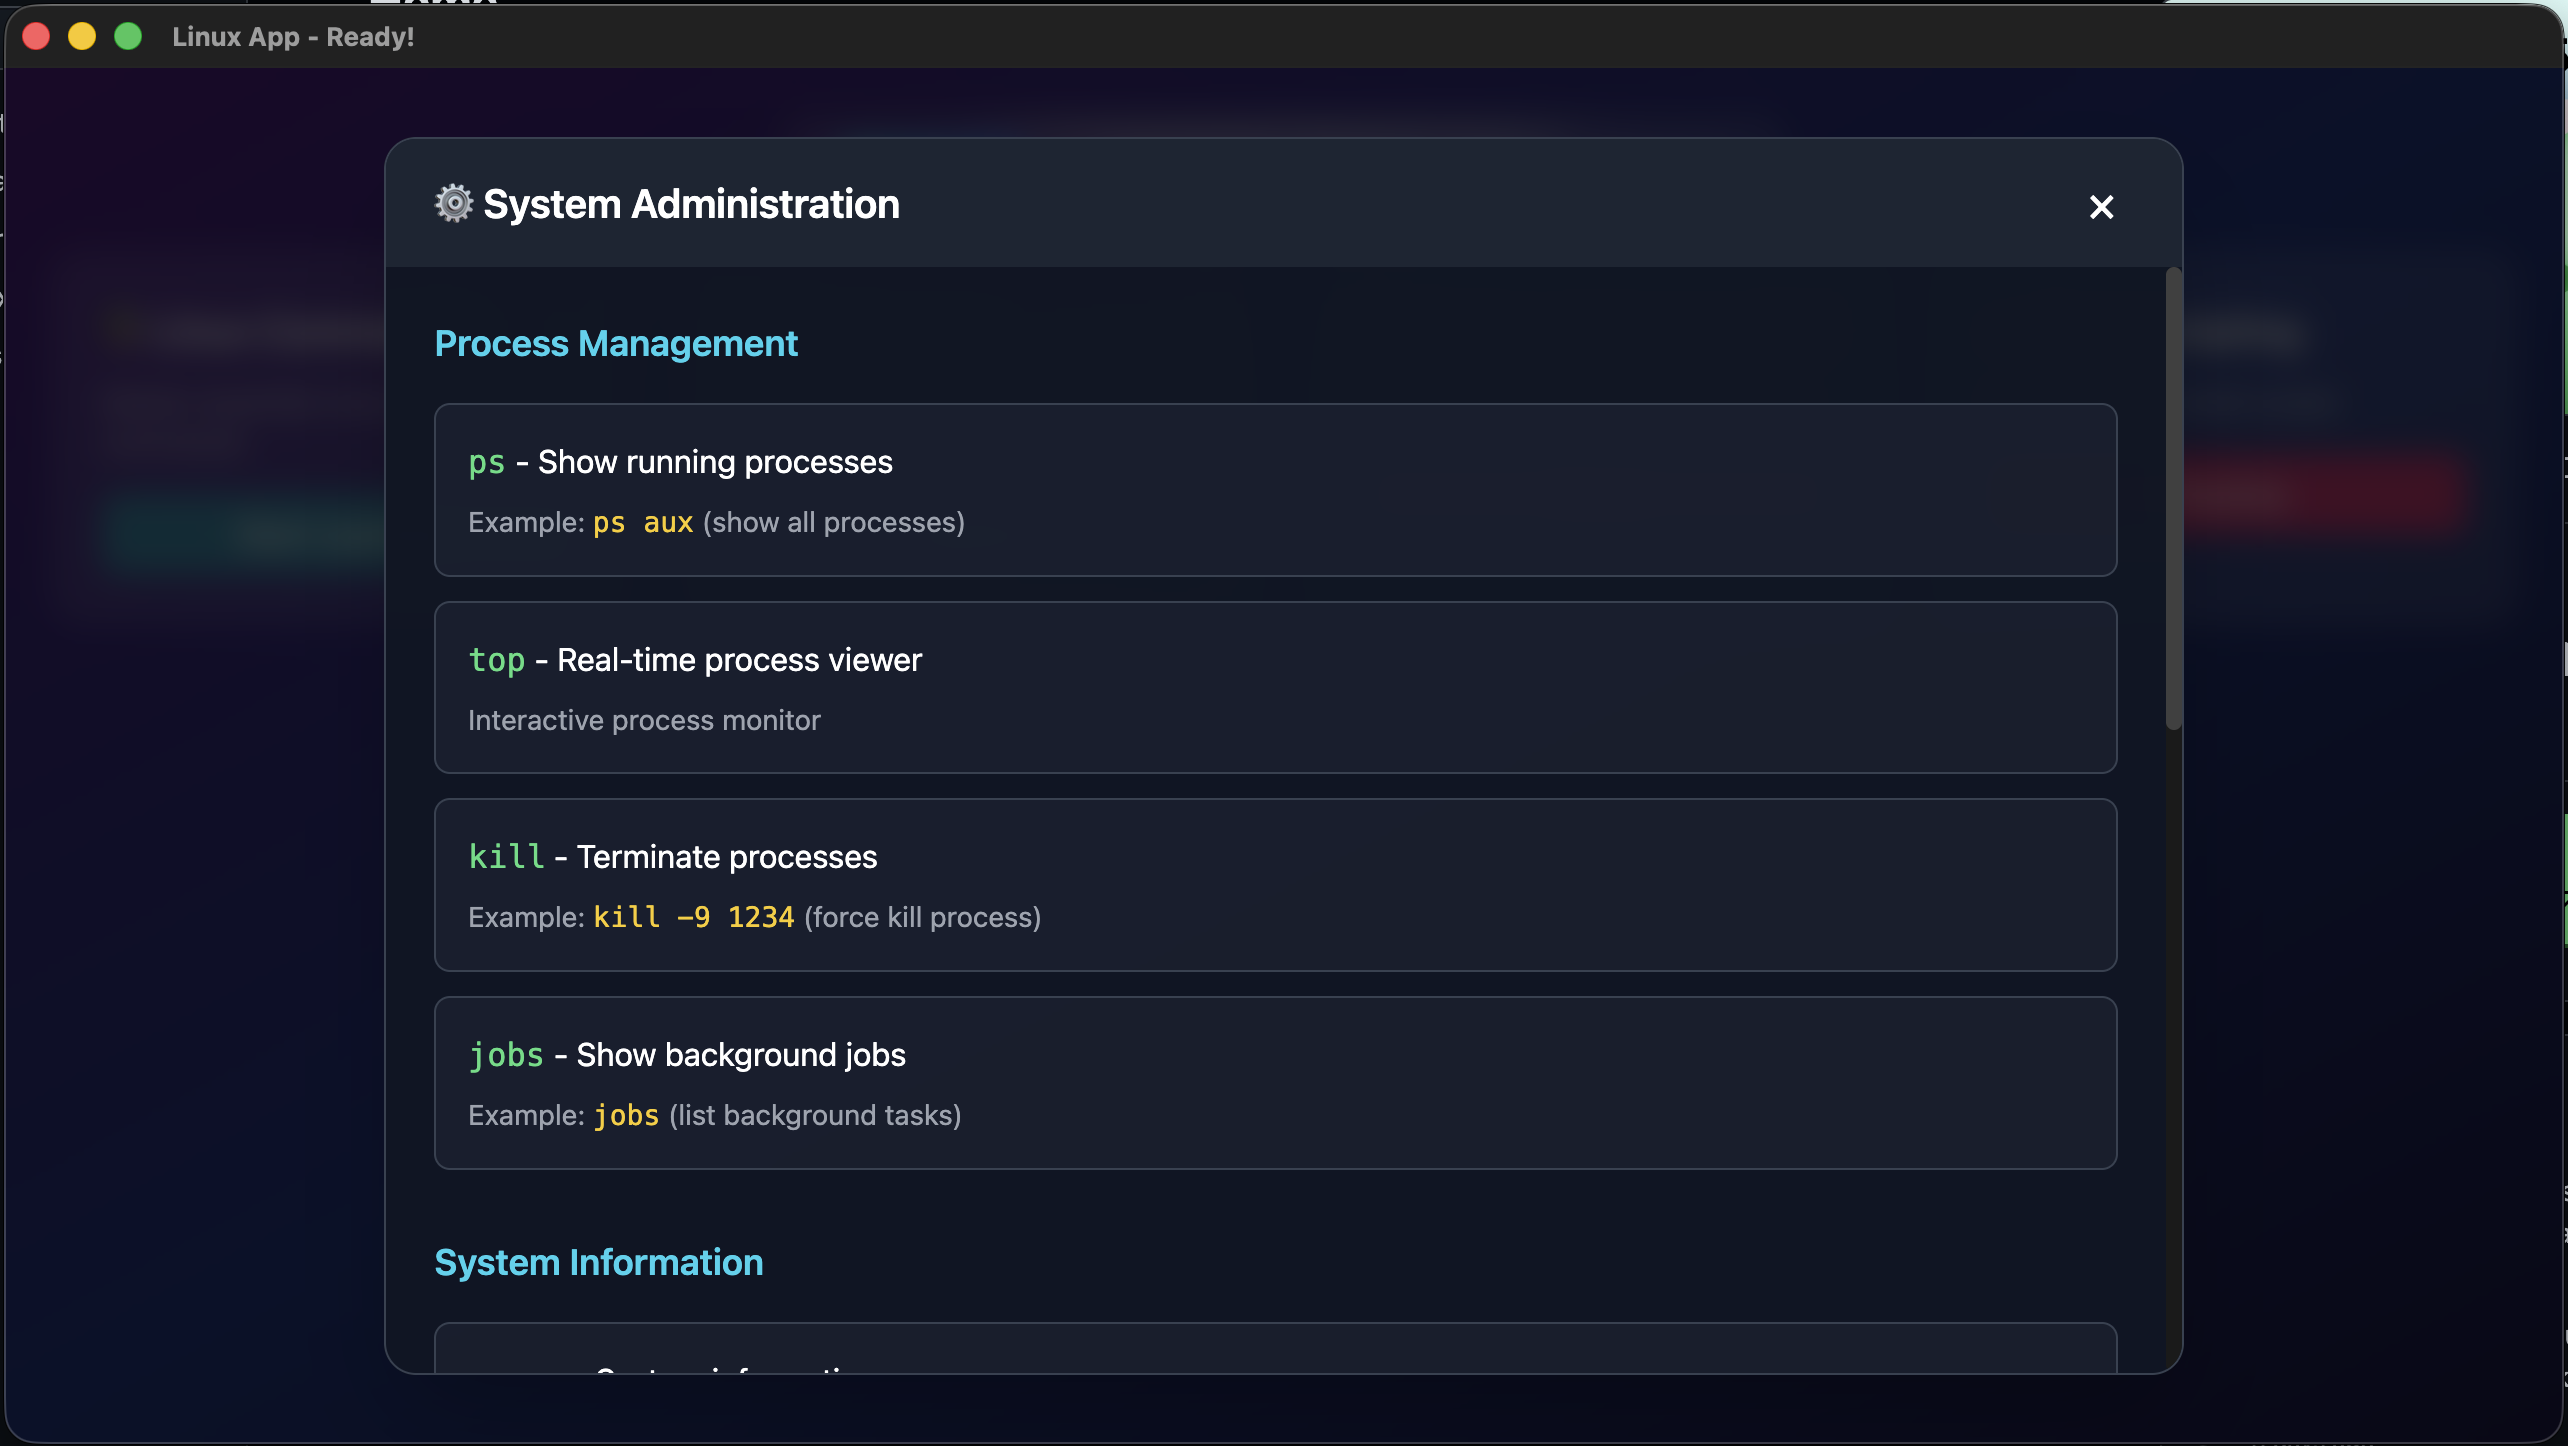 Linux App - Ready!
System Administration
Process Management
ps - Show running processes
Example: ps aux (show all processes)
top - Real-time process viewer
Interactive process monitor
kill - Terminate processes
Example: kill -9 1234 (force kill process)
jobs - Show background jobs
Example: jobs (list background tasks)
System Information